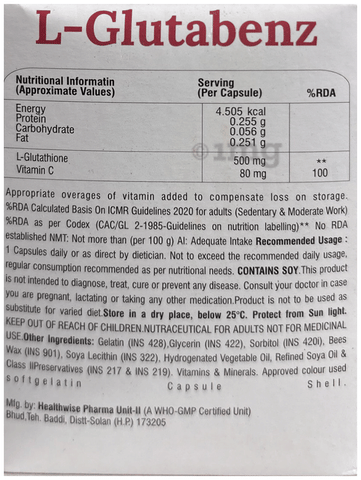 L-Glutabenz
Nutritional Informatin
(Approximate Values)
Serving
(Per Capsule)
%RDA
Energy 4.505 kcal
Protein 0.255 g
Carbohydrate 0.056 g
Fat 0.251 g
L-Glutathione 500 mg **
Vitamin C 80 mg 100
Appropriate overages of vitamin added to compensate loss on storage.
%RDA Calculated Basis On ICMR Guidelines 2020 for adults (Sedentary & Moderate Work)
%RDA as per Codex (CAC/GL 2-1985-Guidelines on nutrition labelling)** No RDA
established NMT: Not more than (per 100 g) AI: Adequate Intake Recommended Usage :
1 Capsules daily or as direct by dietician. Not to exceed the recommended daily usage,
regular consumption recommended as per nutritional needs. CONTAINS SOY. This product
is not intended to diagnose, treat, cure or prevent any disease. Consult your doctor in case
you are pregnant, lactating or taking any other medication.Product is not to be used as
substitute for varied diet.Store in a dry place, below 25°C. Protect from Sun light.
KEEP OUT OF REACH OF CHILDREN.NUTRACEUTICAL FOR ADULTS NOT FOR MEDICINAL
USE.Other Ingredients: Gelatin (INS 428),Glycerin (INS 422), Sorbitol (INS 420i), Bees
Wax (INS 901), Soya Lecithin (INS 322), Hydrogenated Vegetable Oil, Refined Soya Oil &
Class IIPreservatives (INS 217 & INS 219). Vitamins & Minerals. Approved colour used
softgelatin Capsule Shell.
Mfg. by: Healthwise Pharma Unit-II (A WHO-GMP Certified Unit)
Bhud,Teh. Baddi, Distt-Solan (H.P.) 173205